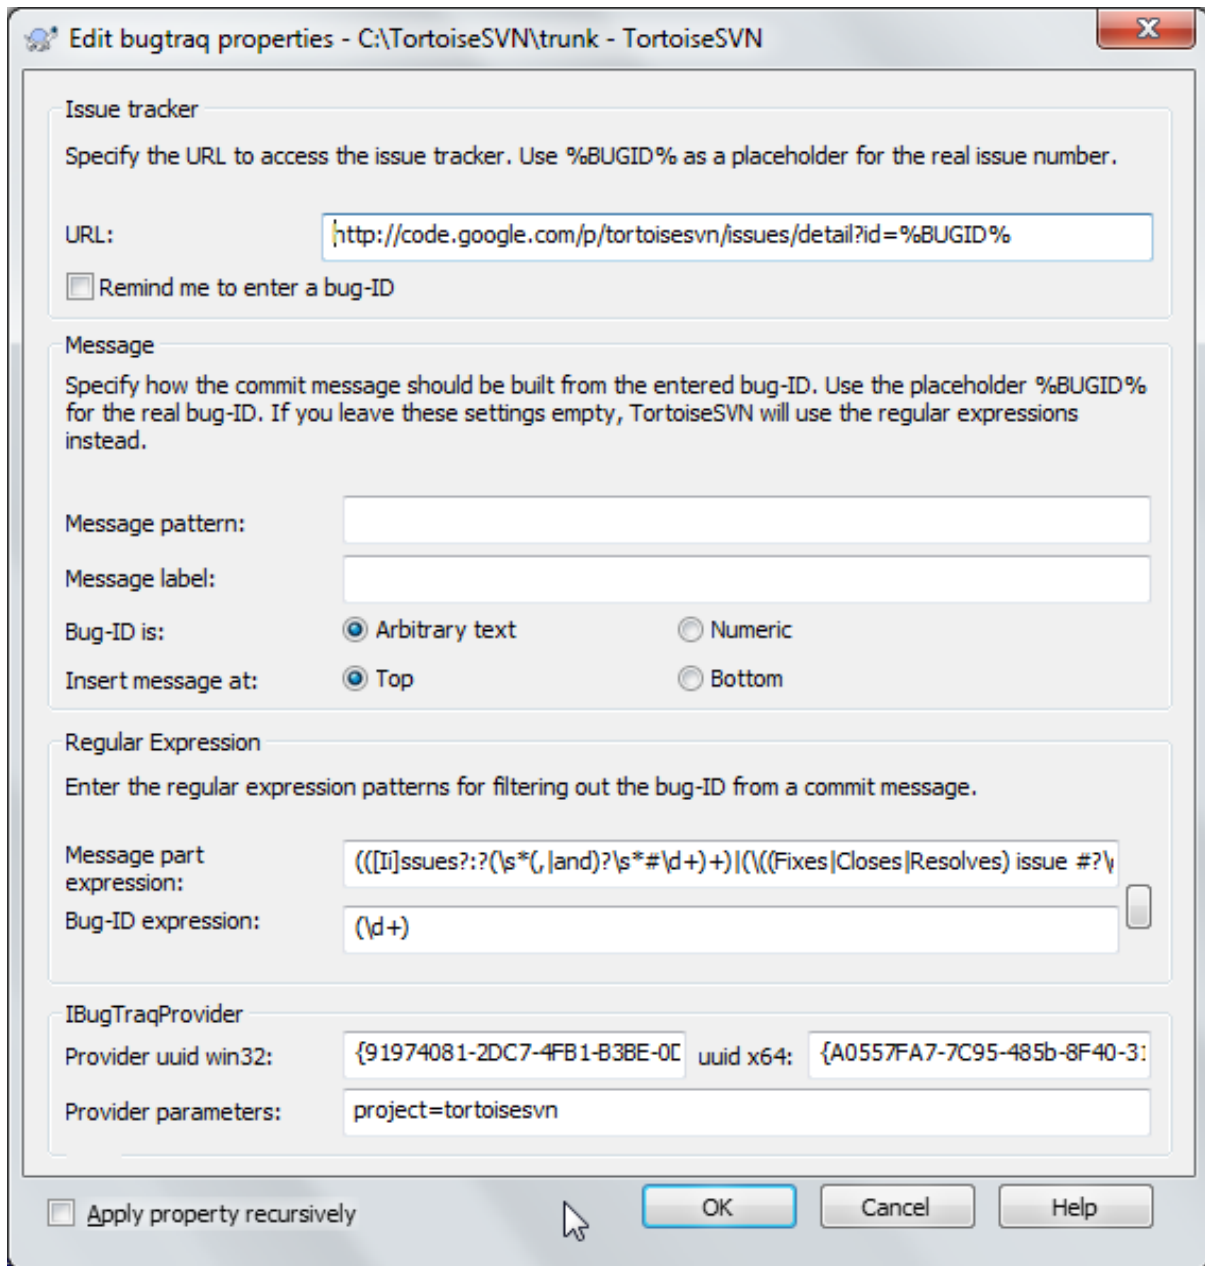 Edit bugtraq properties - C:\TortoiseSVN\trunk - TortoiseSVN
Issue tracker
Specify the URL to access the issue tracker. Use %BUGID% as a placeholder for the real issue number.
URL: http://code.google.com/p/tortoisesvn/issues/detail?id=%BUGID%
Remind me to enter a bug-ID
Message
Specify how the commit message should be built from the entered bug-ID. Use the placeholder %BUGID%
for the real bug-ID. If you leave these settings empty, TortoiseSVN will use the regular expressions
instead.
Message pattern:
Message label:
Bug-ID is: Arbitrary text Numeric
Insert message at: Top Bottom
Regular Expression
Enter the regular expression patterns for filtering out the bug-ID from a commit message.
Message part
expression:
(([Ii]ssues?:?(\s*(,|and)?\s*#\d+)+)|(\((Fixes|Closes|Resolves) issue #?\
Bug-ID expression: (\d+)
IBugTraqProvider
Provider uuid win32: {91974081-2DC7-4FB1-B3BE-0D uuid x64: {A0557FA7-7C95-485b-8F40-31
Provider parameters: project=tortoisesvn
Apply property recursively OK Cancel Help